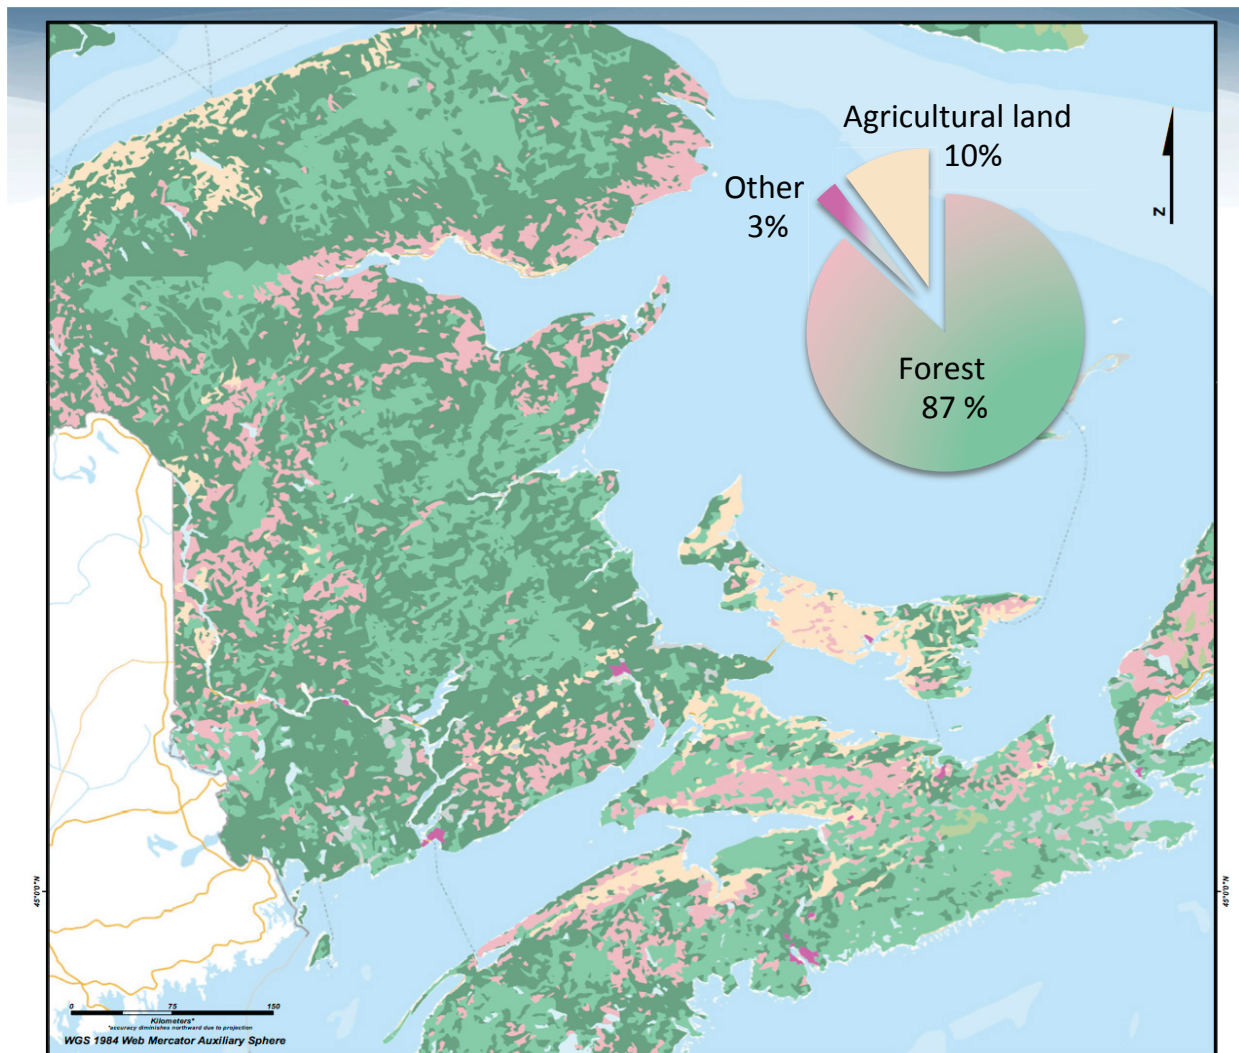 Agricultural land
10%
Other
3%
Forest
87 %
N
45°0'0"N
45°0'0"N
0 75 150
Kilometers*
*accuracy diminishes northward due to projection
WGS 1984 Web Mercator Auxiliary Sphere